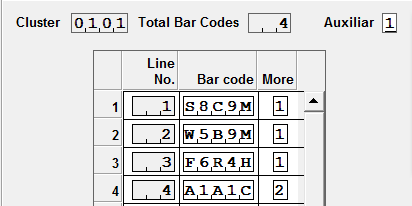 Cluster 0101 Total Bar Codes 4 Auxiliar 1
Line No. Bar code More
1 1 S8C9M 1
2 2 W5B9M 1
3 3 F6R4H 1
4 4 A1A1C 2